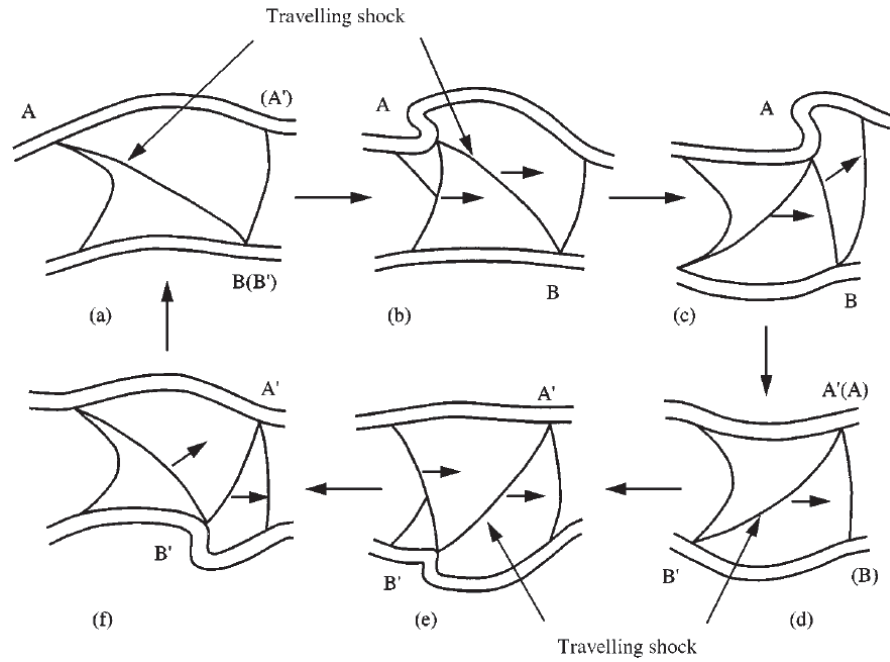 Travelling shock
A
(A')
A
A
B(B')
B
B
(a)
(b)
(c)
A'
A'
A'(A)
B'
B'
B'
(B)
(f)
(e)
(d)
Travelling shock